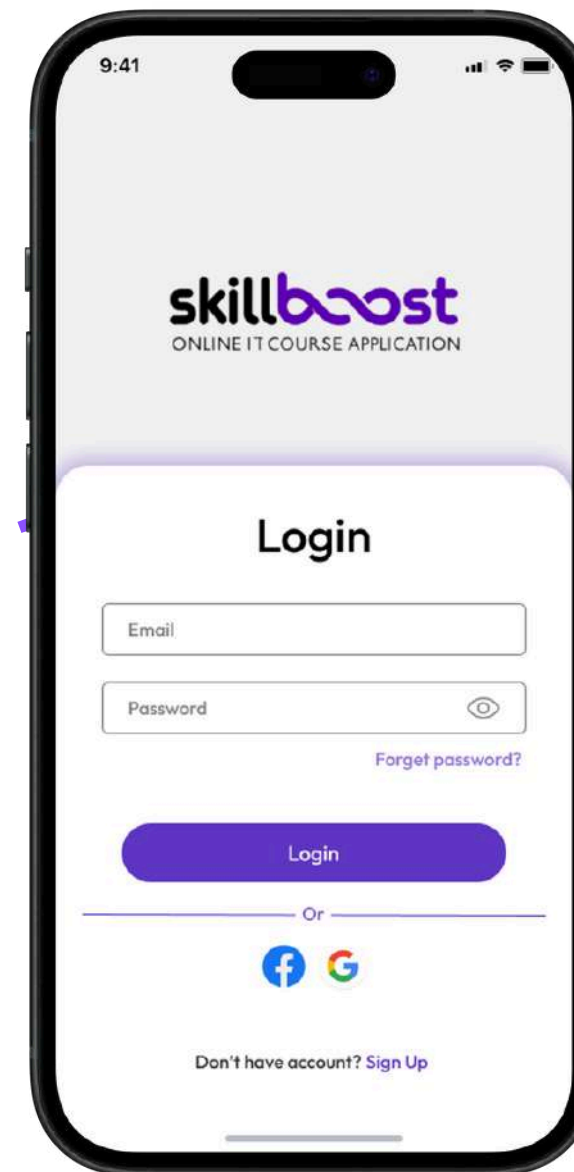 9:41
skillboost
ONLINE IT COURSE APPLICATION
Login
Email
Password
Forget password?
Login
Or
Don't have account? Sign Up